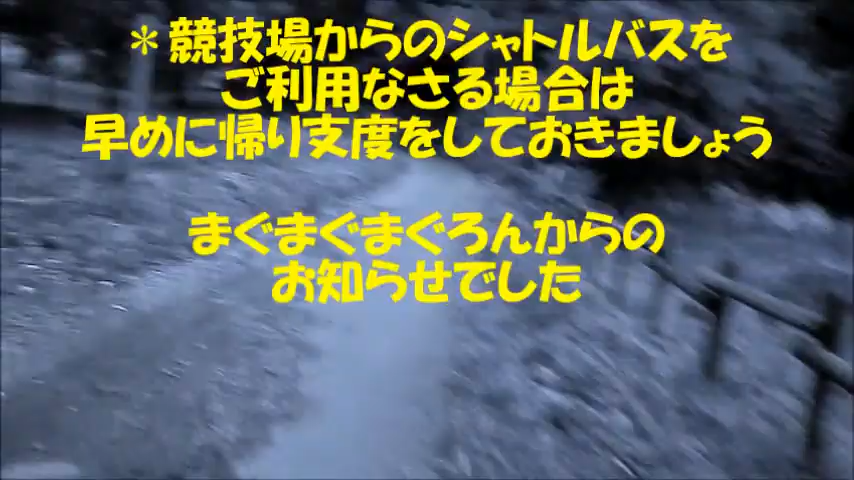 ＊競技場からのシャトルバスを
ご利用なさる場合は
早めに帰り支度をしておきましょう
まぐまぐまぐろんからの
お知らせでした